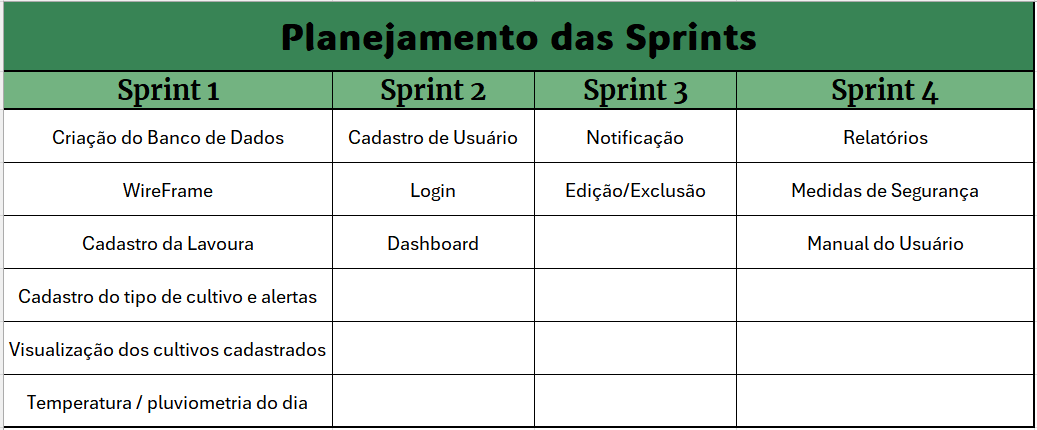 Planejamento das Sprints
Sprint 1 Sprint 2 Sprint 3 Sprint 4
Criação do Banco de Dados Cadastro de Usuário Notificação Relatórios
WireFrame Login Edição/Exclusão Medidas de Segurança
Cadastro da Lavoura Dashboard Manual do Usuário
Cadastro do tipo de cultivo e alertas
Visualização dos cultivos cadastrados
Temperatura / pluviometria do dia